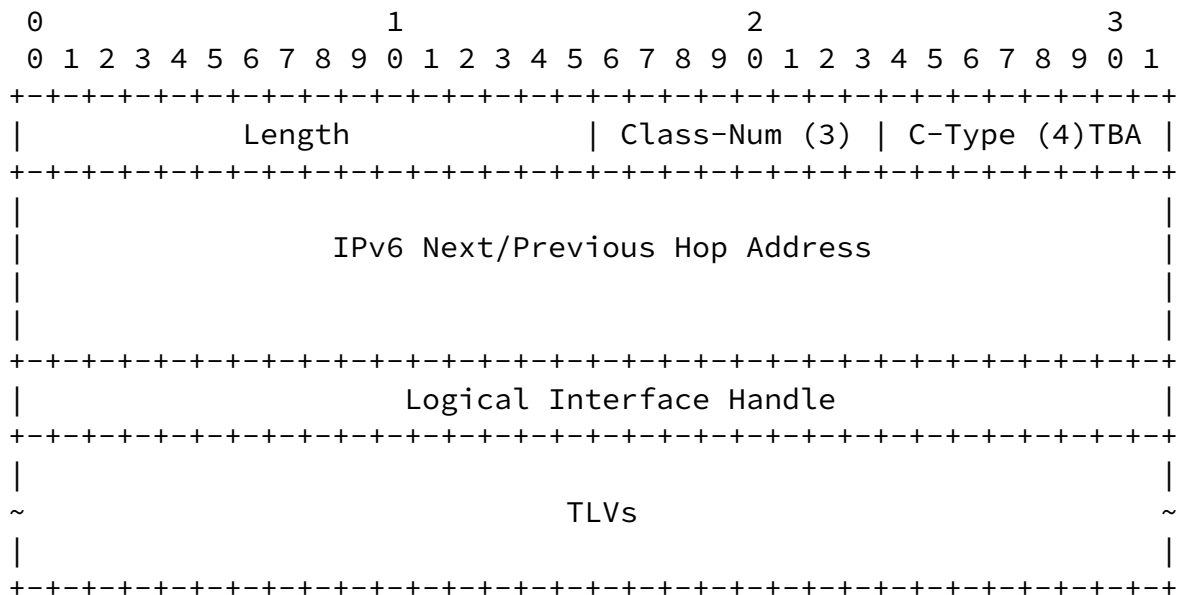 0                   1                   2                   3
 0 1 2 3 4 5 6 7 8 9 0 1 2 3 4 5 6 7 8 9 0 1 2 3 4 5 6 7 8 9 0 1
+-+-+-+-+-+-+-+-+-+-+-+-+-+-+-+-+-+-+-+-+-+-+-+-+-+-+-+-+-+-+-+-+
|            Length             | Class-Num (3) | C-Type (4)TBA |
+-+-+-+-+-+-+-+-+-+-+-+-+-+-+-+-+-+-+-+-+-+-+-+-+-+-+-+-+-+-+-+-+
|                                                               |
|                 IPv6 Next/Previous Hop Address                |
|                                                               |
|                                                               |
+-+-+-+-+-+-+-+-+-+-+-+-+-+-+-+-+-+-+-+-+-+-+-+-+-+-+-+-+-+-+-+-+
|                     Logical Interface Handle                  |
+-+-+-+-+-+-+-+-+-+-+-+-+-+-+-+-+-+-+-+-+-+-+-+-+-+-+-+-+-+-+-+-+
|                                                               |
~                              TLVs                             ~
|                                                               |
+-+-+-+-+-+-+-+-+-+-+-+-+-+-+-+-+-+-+-+-+-+-+-+-+-+-+-+-+-+-+-+-+